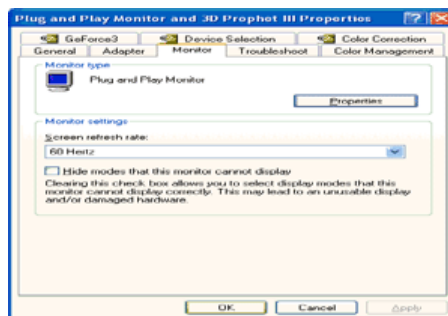 Plug and Play Monitor and 3D Prophet III Properties
GeForce3 Device Selection Color Correction
General Adapter Monitor Troubleshoot Color Management
Monitor type
Plug and Play Monitor
Properties
Monitor settings
Screen refresh rate:
60 Hertz
Hide modes that this monitor cannot display
Clearing this check box allows you to select display modes that this
monitor cannot display correctly. This may lead to an unusable display
and/or damaged hardware.
OK Cancel Apply